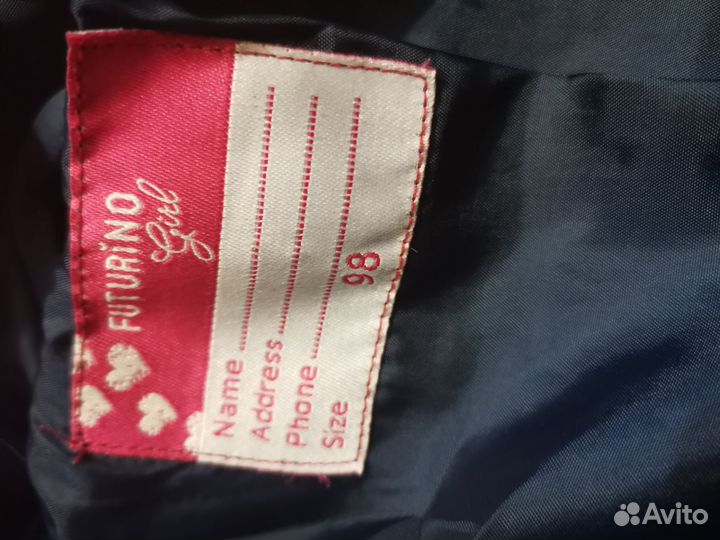 FUTURiNO
Girl
Name
Address
Phone
Size 98
Avito